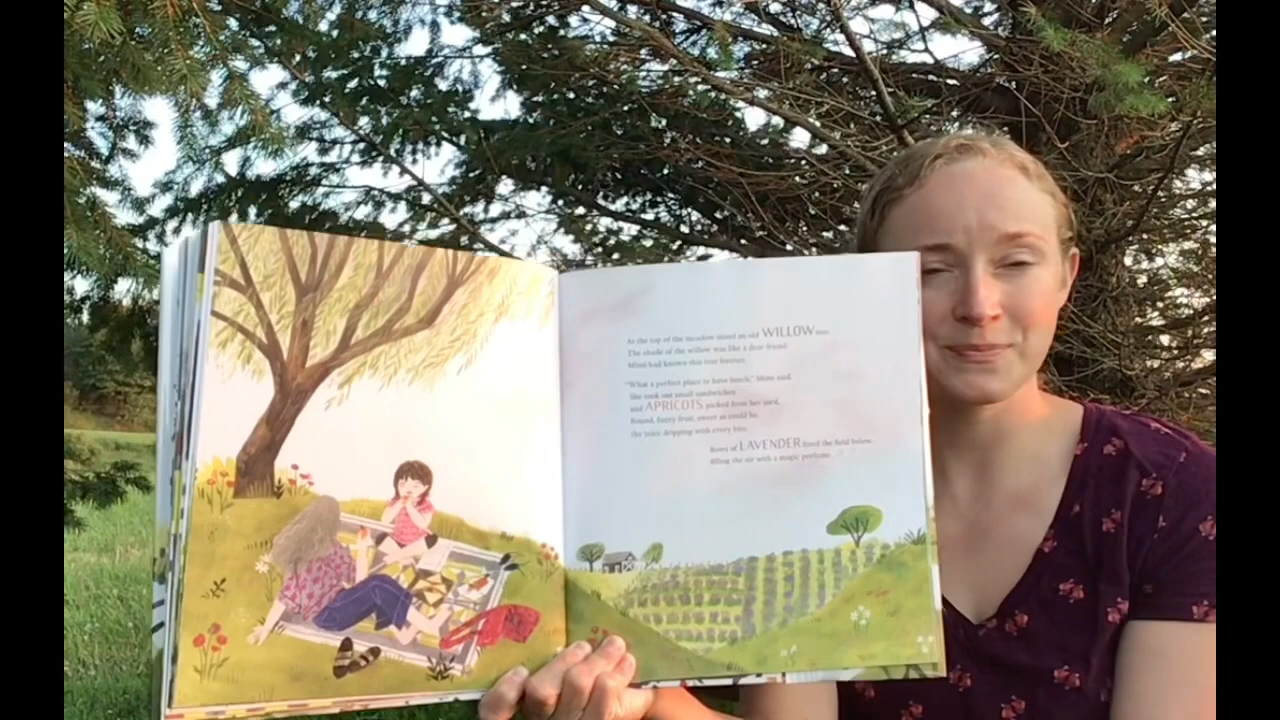 At the top of the meadow stood an old WILLOW tree.
The shade of the willow was like a dear friend.
Mimi had known this tree forever.
"What a perfect place to have lunch," Mimi said.
She took out small sandwiches
and APRICOTS picked from her yard.
Round, fuzzy fruit, sweet as could be,
the juice dripping with every bite.
Rows of LAVENDER lined the field below,
filling the air with a magic perfume.